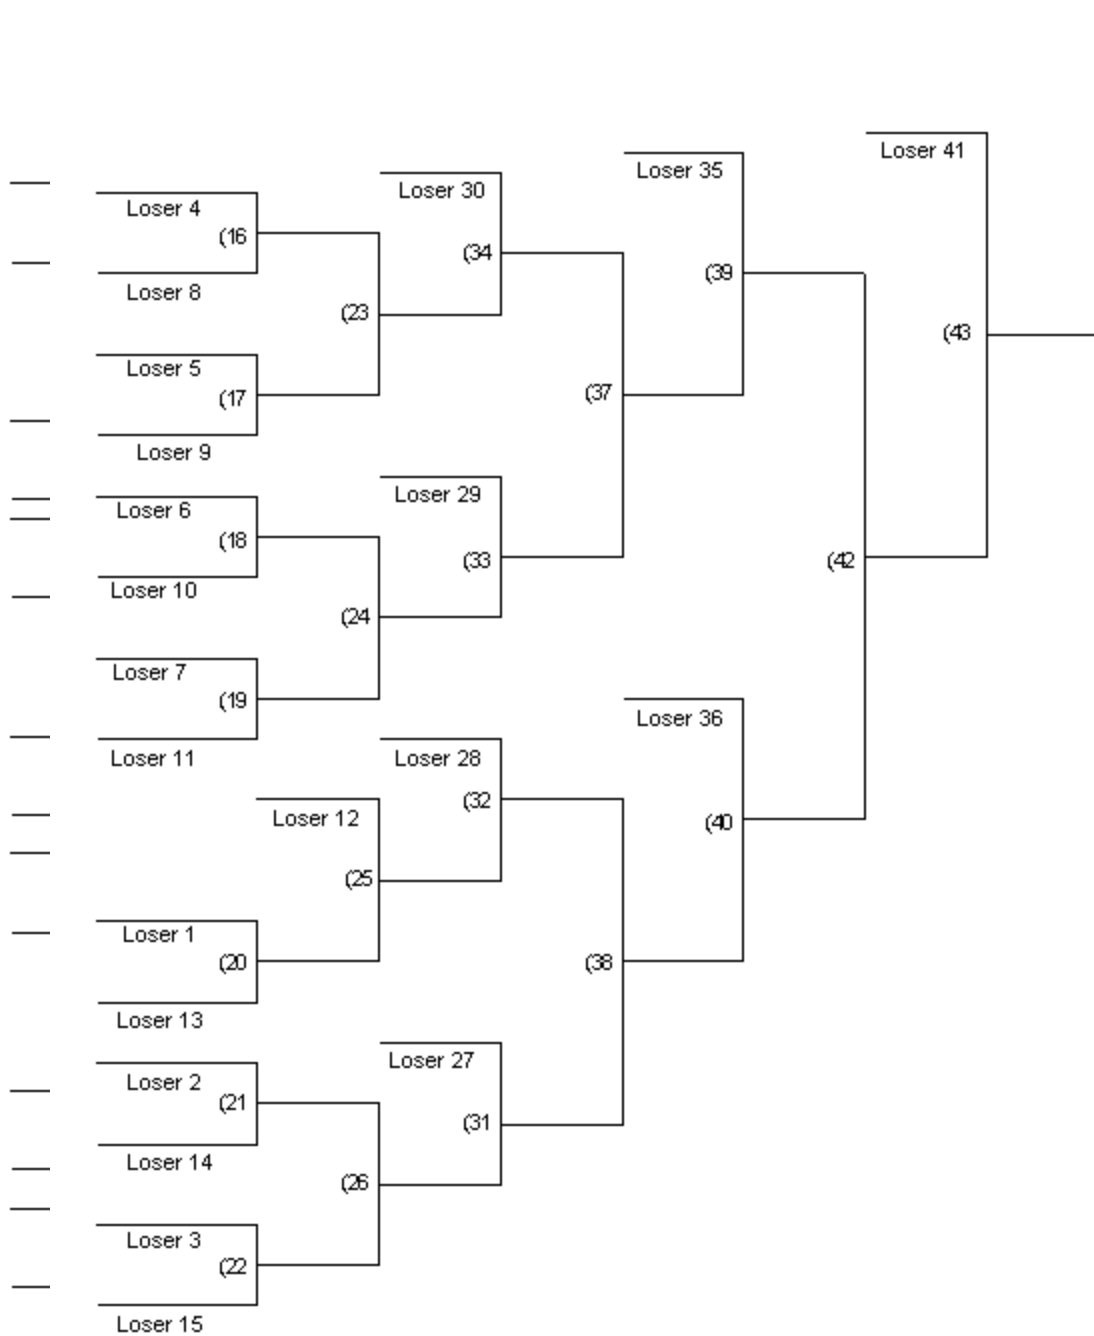 Loser 41
Loser 35
Loser 30
Loser 4
(16
(34
(39
Loser 8
(23
(43
Loser 5
(17
(37
Loser 9
Loser 29
Loser 6
(18
(33
(42
Loser 10
(24
Loser 7
(19
Loser 36
Loser 11
Loser 28
(32
Loser 12
(40
(25
Loser 1
(20
(38
Loser 13
Loser 27
Loser 2
(21
(31
Loser 14
(26
Loser 3
(22
Loser 15